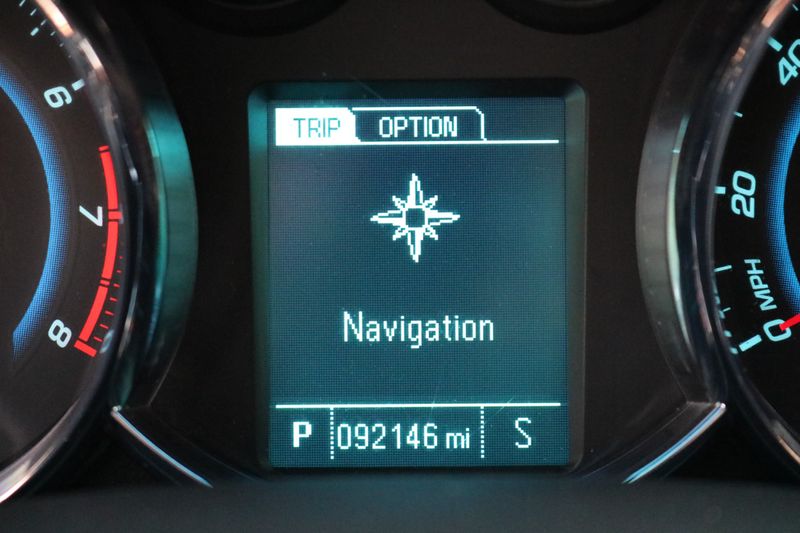 TRIP OPTION
Navigation
P 092146 mi S
6
7
8
40
20
0
MPH